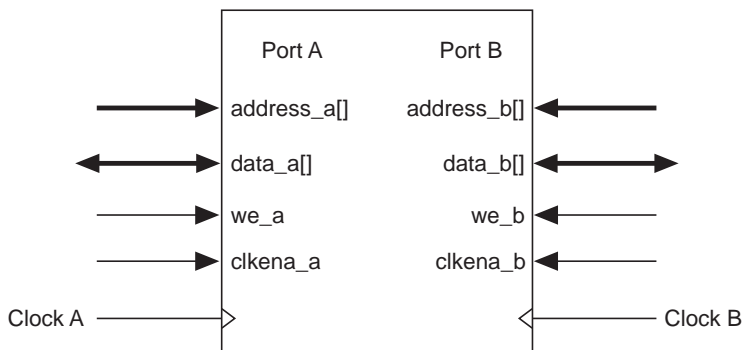 Port A Port B
address_a[] address_b[]
data_a[] data_b[]
we_a we_b
clkena_a clkena_b
Clock A Clock B